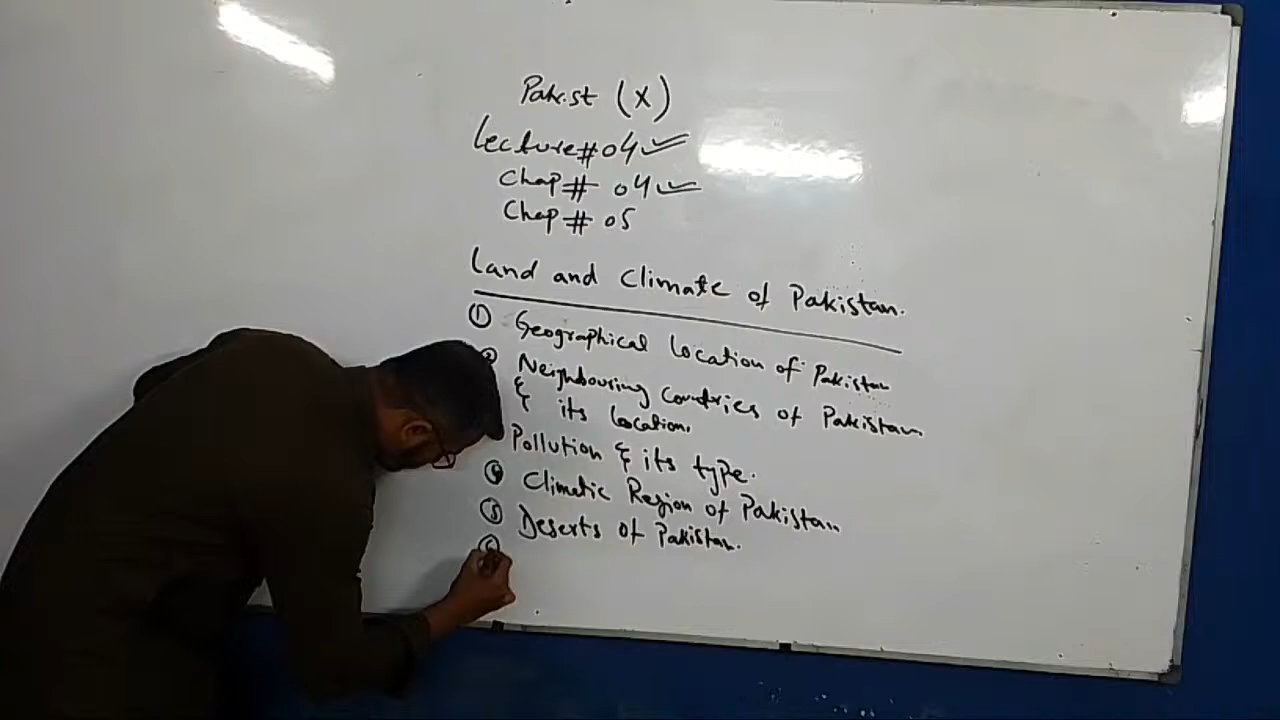 Pak.st (X)
Lecture#04 ✓
Chap# 04 ✓
Chap# 05
Land and Climate of Pakistan.
① Geographical Location of Pakistan
② Neighbouring Countries of Pakistan
& its Location.
Pollution & its type.
④ Climatic Region of Pakistan
⑤ Deserts of Pakistan.
⑥